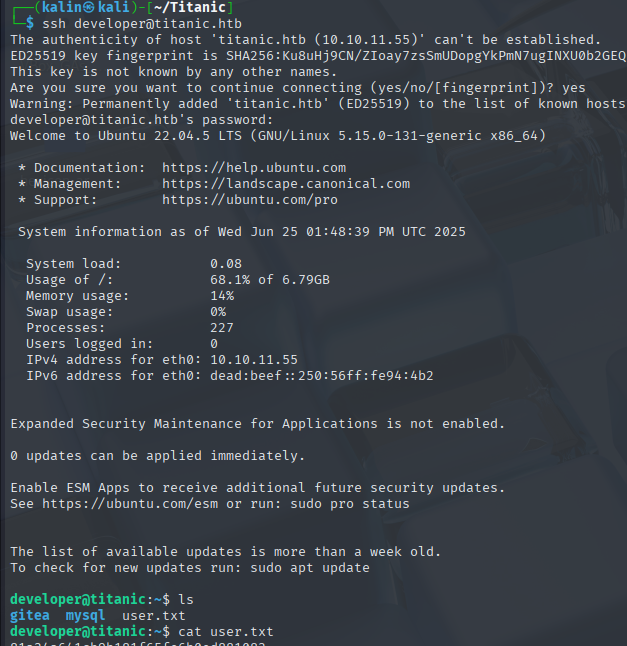 ┌──(kalin㉿kali)-[~/Titanic]
└─$ ssh developer@titanic.htb
The authenticity of host 'titanic.htb (10.10.11.55)' can't be established.
ED25519 key fingerprint is SHA256:Ku8uHj9CN/ZIoay7zsSmUDopgYkPmN7ugINXU0b2GEQ
This key is not known by any other names.
Are you sure you want to continue connecting (yes/no/[fingerprint])? yes
Warning: Permanently added 'titanic.htb' (ED25519) to the list of known hosts
developer@titanic.htb's password:
Welcome to Ubuntu 22.04.5 LTS (GNU/Linux 5.15.0-131-generic x86_64)
* Documentation: https://help.ubuntu.com
* Management: https://landscape.canonical.com
* Support: https://ubuntu.com/pro
System information as of Wed Jun 25 01:48:39 PM UTC 2025
System load: 0.08
Usage of /: 68.1% of 6.79GB
Memory usage: 14%
Swap usage: 0%
Processes: 227
Users logged in: 0
IPv4 address for eth0: 10.10.11.55
IPv6 address for eth0: dead:beef::250:56ff:fe94:4b2
Expanded Security Maintenance for Applications is not enabled.
0 updates can be applied immediately.
Enable ESM Apps to receive additional future security updates.
See https://ubuntu.com/esm or run: sudo pro status
The list of available updates is more than a week old.
To check for new updates run: sudo apt update
developer@titanic:~$ ls
gitea mysql user.txt
developer@titanic:~$ cat user.txt